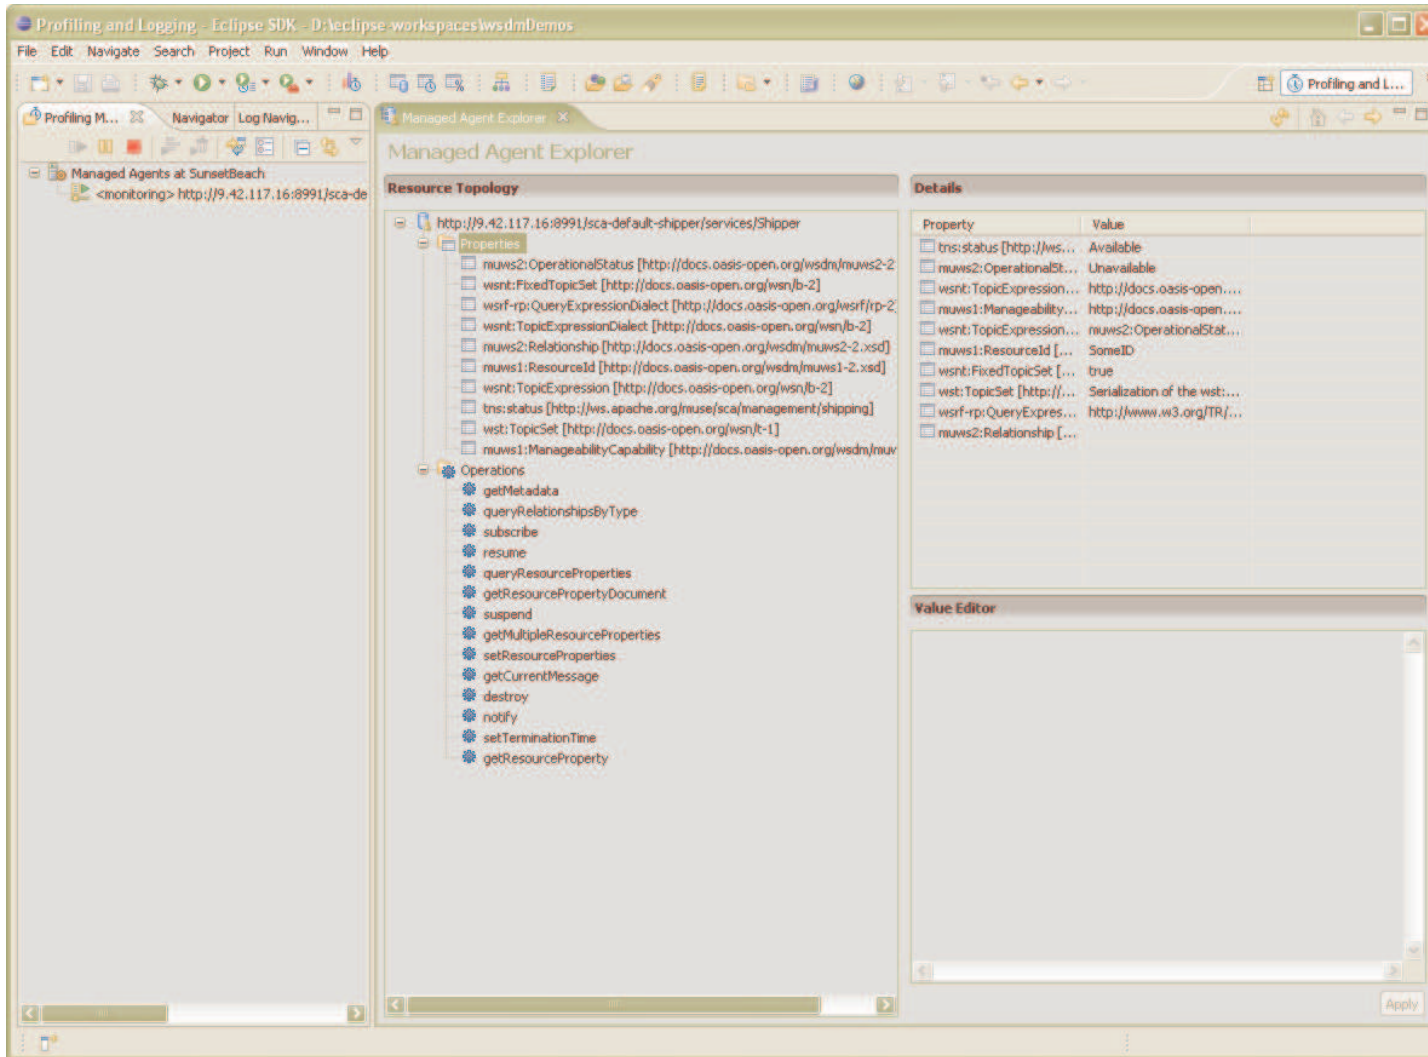 Profiling and Logging - Eclipse SDK - D:\eclipse-workspaces\wsdmDemos
File Edit Navigate Search Project Run Window Help
Profiling and L...
Profiling M... Navigator Log Navig...
Managed Agents at SunsetBeach
<monitoring> http://9.42.117.16:8991/sca-de
Managed Agent Explorer
Managed Agent Explorer
Resource Topology
http://9.42.117.16:8991/sca-default-shipper/services/Shipper
Properties
muws2:OperationalStatus [http://docs.oasis-open.org/wsdm/muws2-2
wsnt:FixedTopicSet [http://docs.oasis-open.org/wsn/b-2]
wsrf-rp:QueryExpressionDialect [http://docs.oasis-open.org/wsrf/rp-2]
wsnt:TopicExpressionDialect [http://docs.oasis-open.org/wsn/b-2]
muws2:Relationship [http://docs.oasis-open.org/wsdm/muws2-2.xsd]
muws1:ResourceId [http://docs.oasis-open.org/wsdm/muws1-2.xsd]
wsnt:TopicExpression [http://docs.oasis-open.org/wsn/b-2]
tns:status [http://ws.apache.org/muse/sca/management/shipping]
wst:TopicSet [http://docs.oasis-open.org/wsn/t-1]
muws1:ManageabilityCapability [http://docs.oasis-open.org/wsdm/muw
Operations
getMetadata
queryRelationshipsByType
subscribe
resume
queryResourceProperties
getResourcePropertyDocument
suspend
getMultipleResourceProperties
setResourceProperties
getCurrentMessage
destroy
notify
setTerminationTime
getResourceProperty
Details
Property Value
tns:status [http://ws... Available
muws2:OperationalSt... Unavailable
wsnt:TopicExpression... http://docs.oasis-open....
muws1:Manageability... http://docs.oasis-open....
wsnt:TopicExpression... muws2:OperationalStat...
muws1:ResourceId [... SomeID
wsnt:FixedTopicSet [... true
wst:TopicSet [http://... Serialization of the wst:...
wsrf-rp:QueryExpres... http://www.w3.org/TR/...
muws2:Relationship [...
Value Editor
Apply